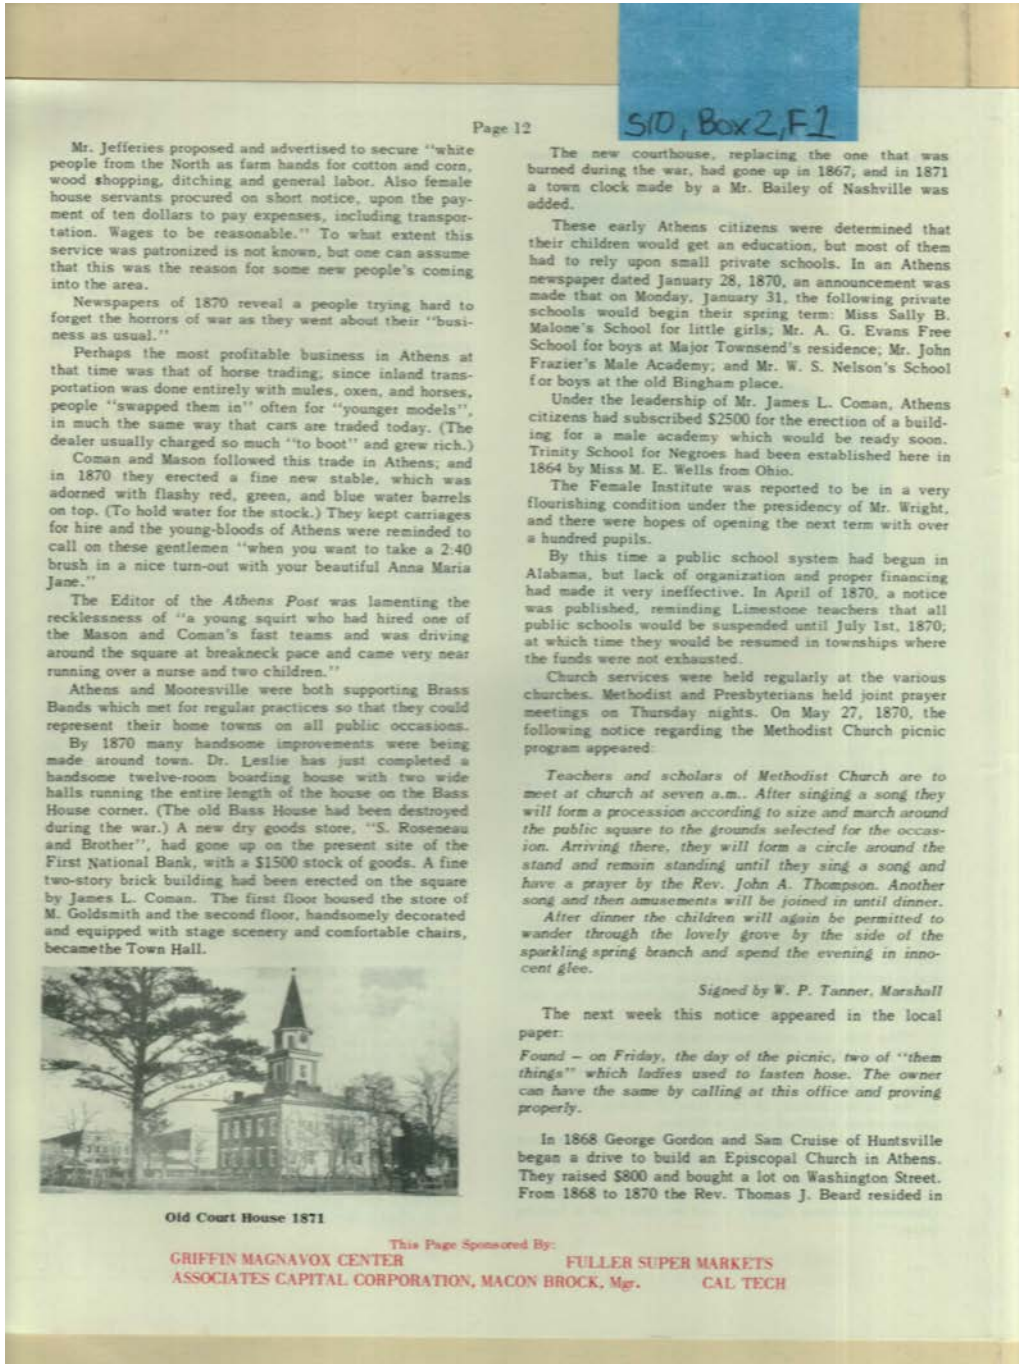 S10, Box2, F1
Page 12
Mr. Jefferies proposed and advertised to secure "white
people from the North as farm hands for cotton and corn,
wood shopping, ditching and general labor. Also female
house servants procured on short notice, upon the pay-
ment of ten dollars to pay expenses, including transpor-
tation. Wages to be reasonable." To what extent this
service was patronized is not known, but one can assume
that this was the reason for some new people's coming
into the area.
Newspapers of 1870 reveal a people trying hard to
forget the horrors of war as they went about their "busi-
ness as usual."
Perhaps the most profitable business in Athens at
that time was that of horse trading; since inland trans-
portation was done entirely with mules, oxen, and horses,
people "swapped them in" often for "younger models",
in much the same way that cars are traded today. (The
dealer usually charged so much "to boot" and grew rich.)
Coman and Mason followed this trade in Athens; and
in 1870 they erected a fine new stable, which was
adorned with flashy red, green, and blue water barrels
on top. (To hold water for the stock.) They kept carriages
for hire and the young-bloods of Athens were reminded to
call on these gentlemen "when you want to take a 2:40
brush in a nice turn-out with your beautiful Anna Maria
Jane."
The Editor of the Athens Post was lamenting the
recklessness of "a young squirt who had hired one of
the Mason and Coman's fast teams and was driving
around the square at breakneck pace and came very near
running over a nurse and two children."
Athens and Mooresville were both supporting Brass
Bands which met for regular practices so that they could
represent their home towns on all public occasions.
By 1870 many handsome improvements were being
made around town. Dr. Leslie has just completed a
handsome twelve-room boarding house with two wide
halls running the entire length of the house on the Bass
House corner. (The old Bass House had been destroyed
during the war.) A new dry goods store, "S. Roseneau
and Brother", had gone up on the present site of the
First National Bank, with a $1500 stock of goods. A fine
two-story brick building had been erected on the square
by James L. Coman. The first floor housed the store of
M. Goldsmith and the second floor, handsomely decorated
and equipped with stage scenery and comfortable chairs,
becamethe Town Hall.
Old Court House 1871
The new courthouse, replacing the one that was
burned during the war, had gone up in 1867; and in 1871
a town clock made by a Mr. Bailey of Nashville was
added.
These early Athens citizens were determined that
their children would get an education, but most of them
had to rely upon small private schools. In an Athens
newspaper dated January 28, 1870, an announcement was
made that on Monday, January 31, the following private
schools would begin their spring term: Miss Sally B.
Malone's School for little girls; Mr. A. G. Evans Free
School for boys at Major Townsend's residence; Mr. John
Frazier's Male Academy; and Mr. W. S. Nelson's School
for boys at the old Bingham place.
Under the leadership of Mr. James L. Coman, Athens
citizens had subscribed $2500 for the erection of a build-
ing for a male academy which would be ready soon.
Trinity School for Negroes had been established here in
1864 by Miss M. E. Wells from Ohio.
The Female Institute was reported to be in a very
flourishing condition under the presidency of Mr. Wright,
and there were hopes of opening the next term with over
a hundred pupils.
By this time a public school system had begun in
Alabama, but lack of organization and proper financing
had made it very ineffective. In April of 1870, a notice
was published, reminding Limestone teachers that all
public schools would be suspended until July 1st, 1870;
at which time they would be resumed in townships where
the funds were not exhausted.
Church services were held regularly at the various
churches. Methodist and Presbyterians held joint prayer
meetings on Thursday nights. On May 27, 1870, the
following notice regarding the Methodist Church picnic
program appeared:
Teachers and scholars of Methodist Church are to
meet at church at seven a.m.. After singing a song they
will form a procession according to size and march around
the public square to the grounds selected for the occas-
ion. Arriving there, they will form a circle around the
stand and remain standing until they sing a song and
have a prayer by the Rev. John A. Thompson. Another
song and then amusements will be joined in until dinner.
After dinner the children will again be permitted to
wander through the lovely grove by the side of the
sparkling spring branch and spend the evening in inno-
cent glee.
Signed by W. P. Tanner, Marshall
The next week this notice appeared in the local
paper:
Found – on Friday, the day of the picnic, two of "them
things" which ladies used to fasten hose. The owner
can have the same by calling at this office and proving
properly.
In 1868 George Gordon and Sam Cruise of Huntsville
began a drive to build an Episcopal Church in Athens.
They raised $800 and bought a lot on Washington Street.
From 1868 to 1870 the Rev. Thomas J. Beard resided in
This Page Sponsored By:
GRIFFIN MAGNAVOX CENTER FULLER SUPER MARKETS
ASSOCIATES CAPITAL CORPORATION, MACON BROCK, Mgr. CAL TECH